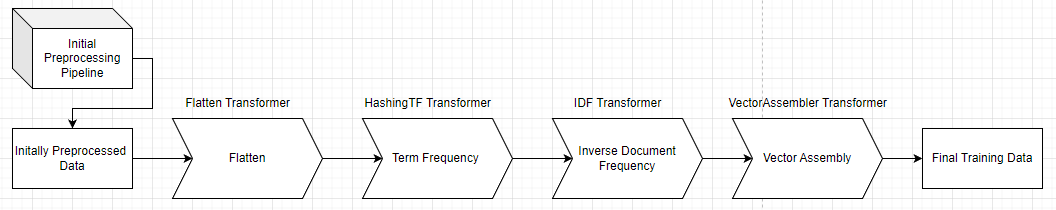 Initial
Preprocessing
Pipeline
Flatten Transformer
HashingTF Transformer
IDF Transformer
VectorAssembler Transformer
Initally Preprocessed
Data
Flatten
Term Frequency
Inverse Document
Frequency
Vector Assembly
Final Training Data